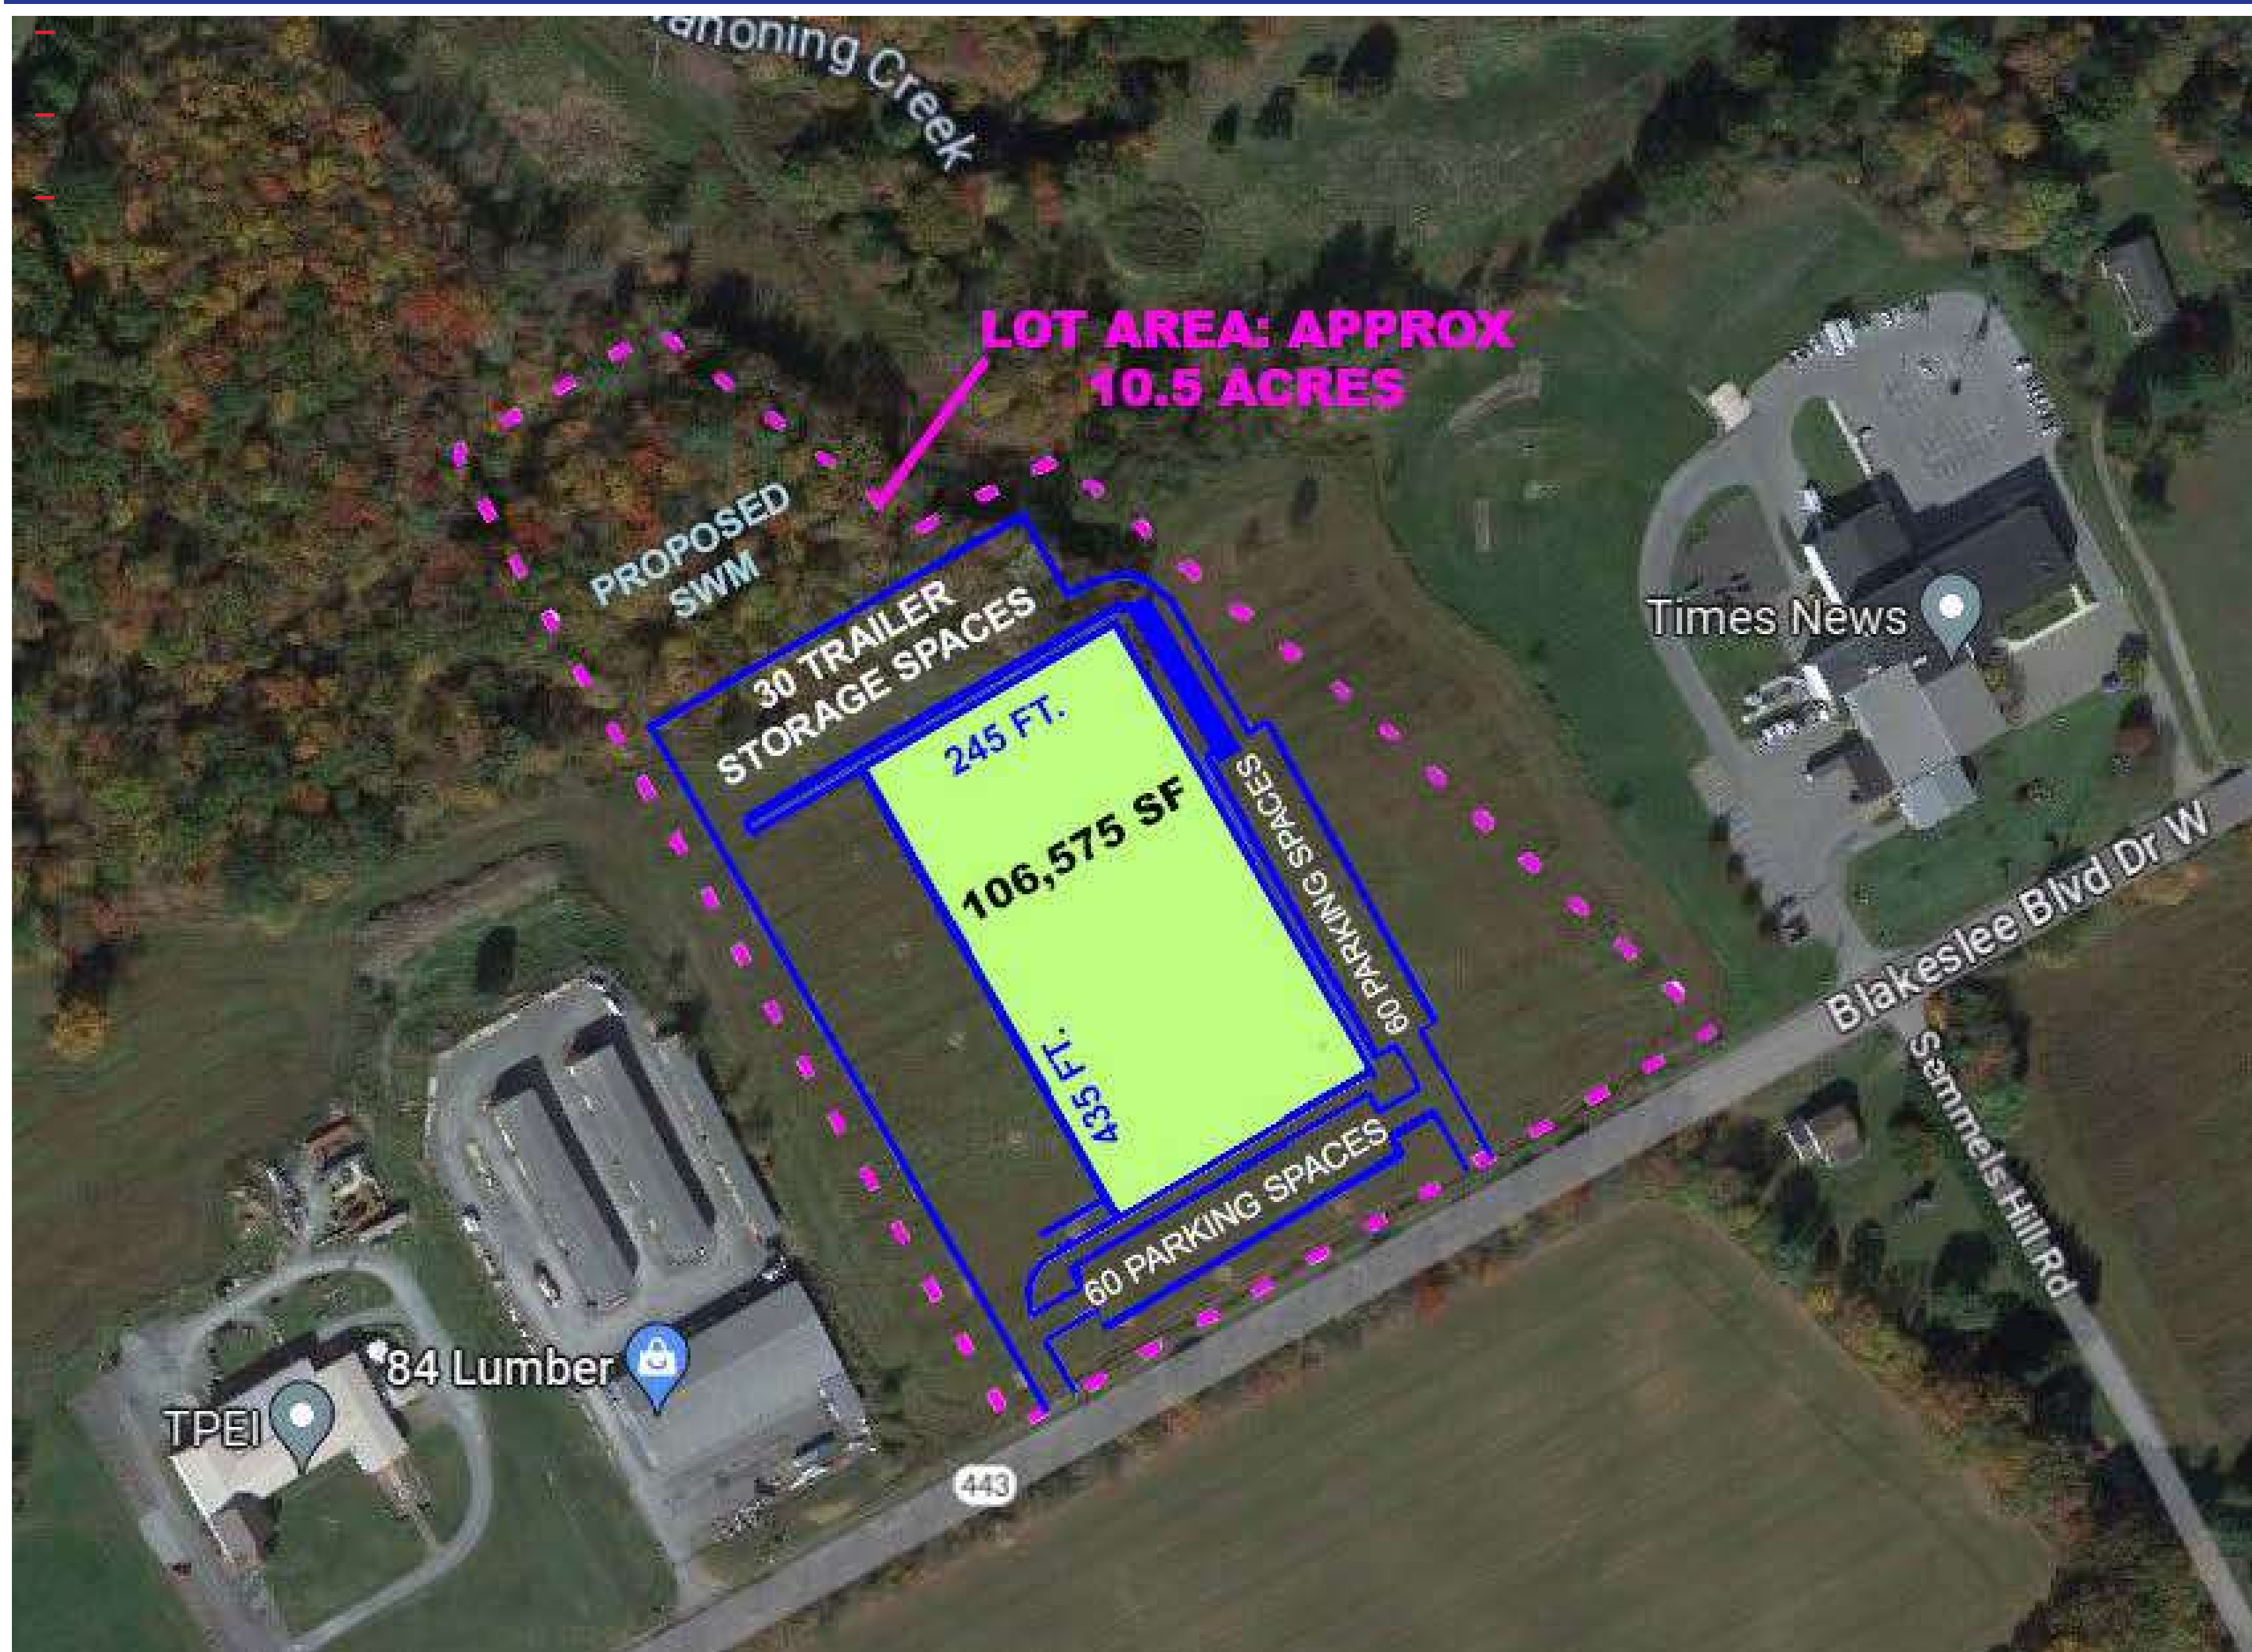 ahoning Creek
LOT AREA: APPROX
10.5 ACRES
PROPOSED
SWM
30 TRAILER
STORAGE SPACES
245 FT.
106,575 SF
435 FT.
60 PARKING SPACES
60 PARKING SPACES
Times News
Blakeslee Blvd Dr W
Sammels Hill Rd
84 Lumber
TPEI
443